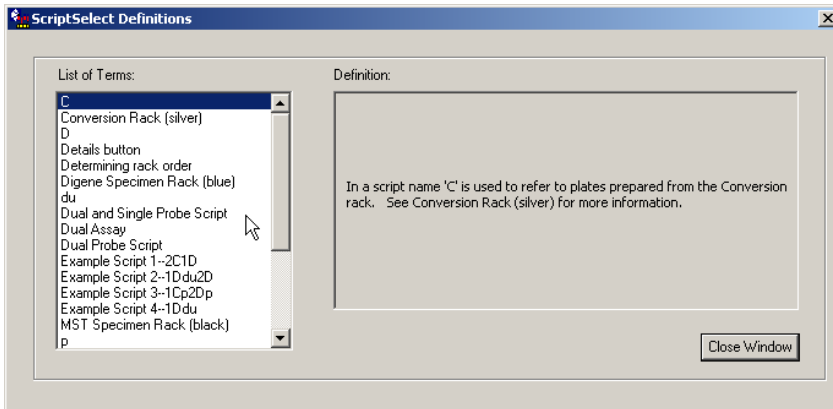 ScriptSelect Definitions
List of Terms:
Definition:
C
Conversion Rack (silver)
D
Details button
Determining rack order
Digene Specimen Rack (blue)
du
Dual and Single Probe Script
Dual Assay
Dual Probe Script
Example Script 1--2C1D
Example Script 2--1Ddu2D
Example Script 3--1Cp2Dp
Example Script 4--1Ddu
MST Specimen Rack (black)
p
In a script name 'C' is used to refer to plates prepared from the Conversion
rack.   See Conversion Rack (silver) for more information.
Close Window